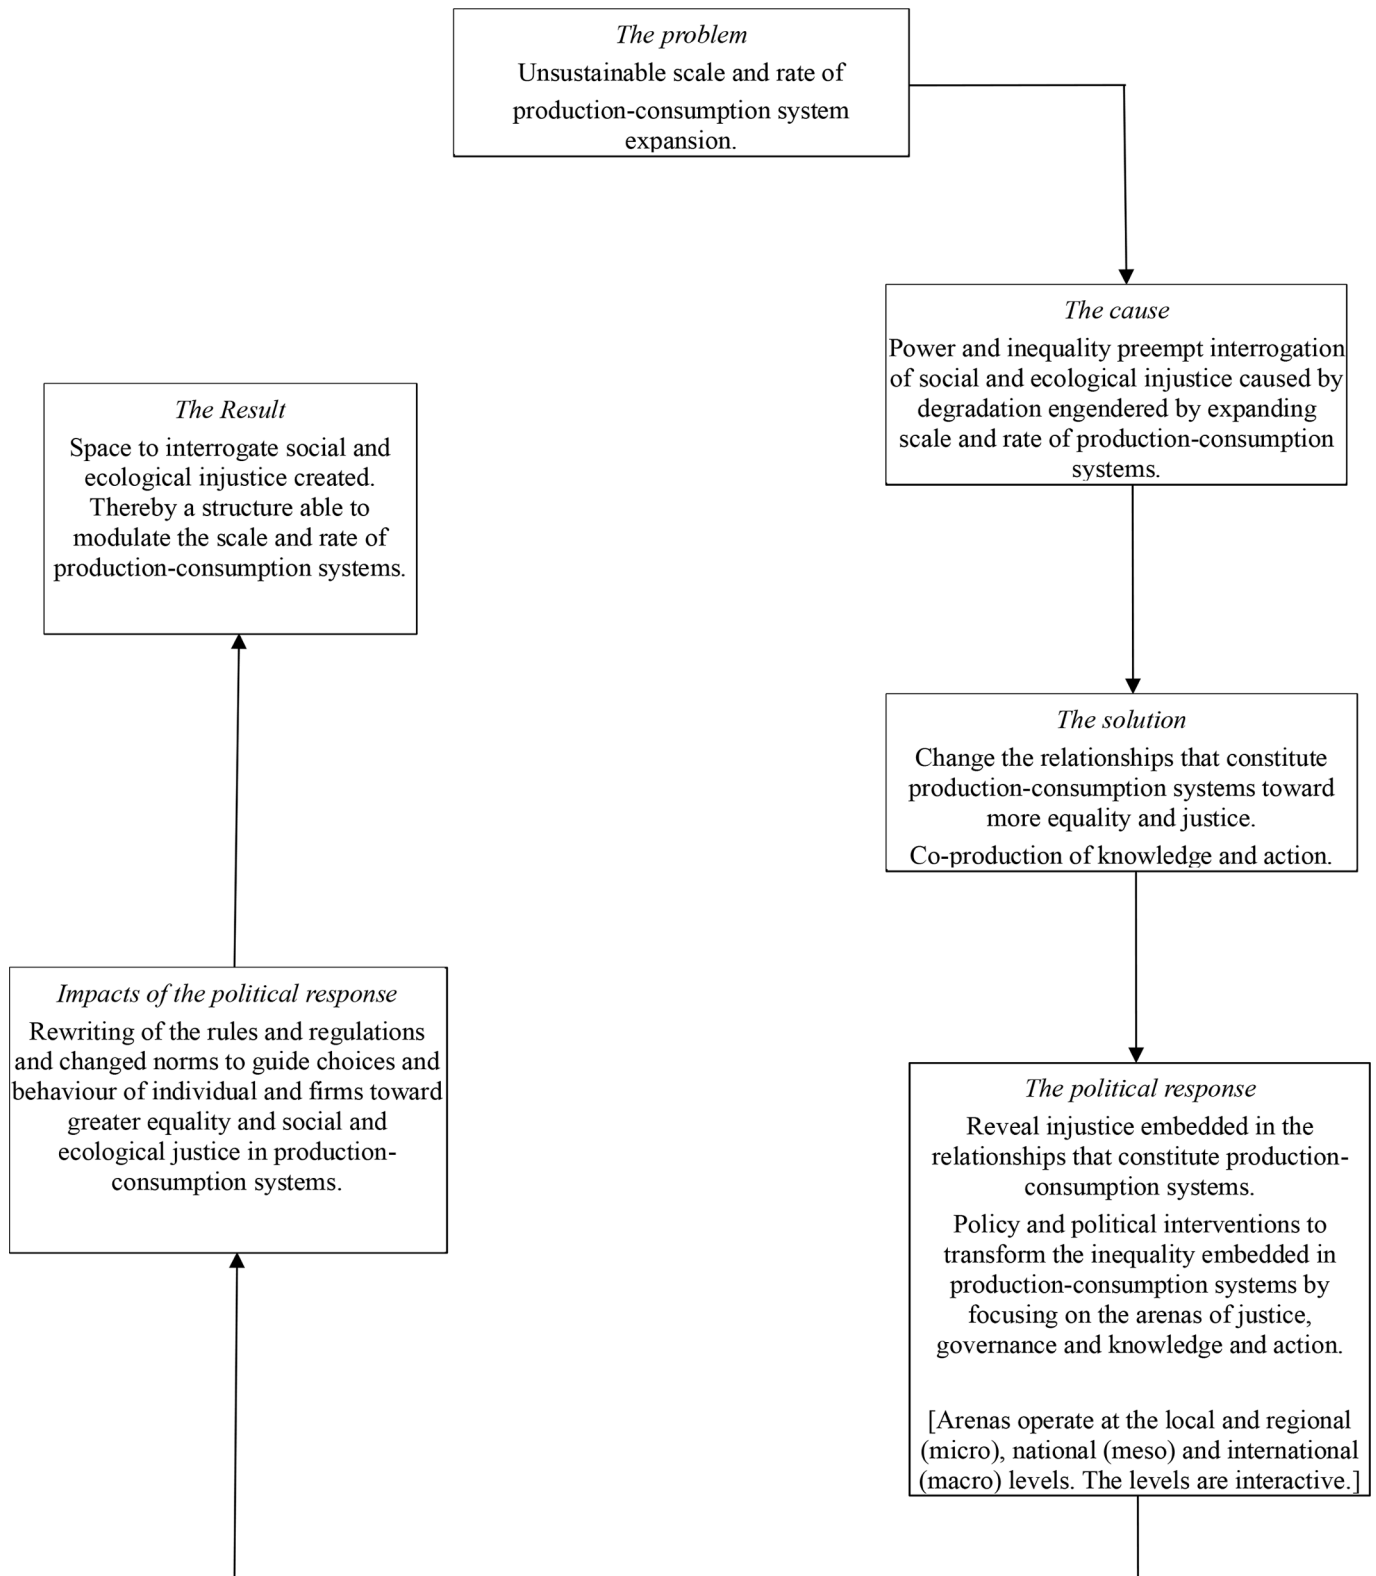 The problem
Unsustainable scale and rate of
production-consumption system
expansion.
The cause
Power and inequality preempt interrogation
of social and ecological injustice caused by
degradation engendered by expanding
scale and rate of production-consumption
systems.
The solution
Change the relationships that constitute
production-consumption systems toward
more equality and justice.
Co-production of knowledge and action.
The political response
Reveal injustice embedded in the
relationships that constitute production-
consumption systems.
Policy and political interventions to
transform the inequality embedded in
production-consumption systems by
focusing on the arenas of justice,
governance and knowledge and action.
[Arenas operate at the local and regional
(micro), national (meso) and international
(macro) levels. The levels are interactive.]
Impacts of the political response
Rewriting of the rules and regulations
and changed norms to guide choices and
behaviour of individual and firms toward
greater equality and social and
ecological justice in production-
consumption systems.
The Result
Space to interrogate social and
ecological injustice created.
Thereby a structure able to
modulate the scale and rate of
production-consumption systems.